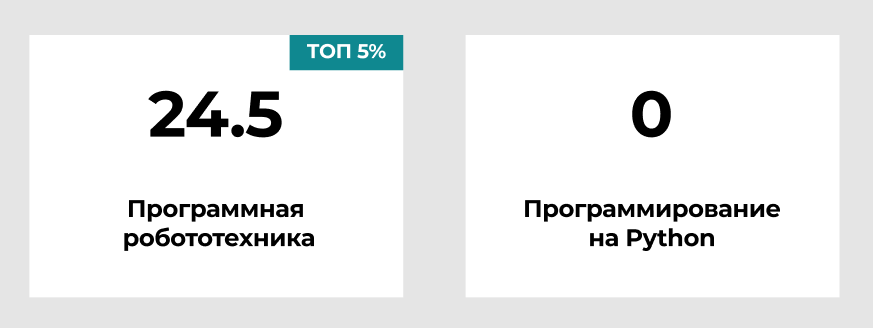 ТОП 5%
24.5
Программная
робототехника
0
Программирование
на Python